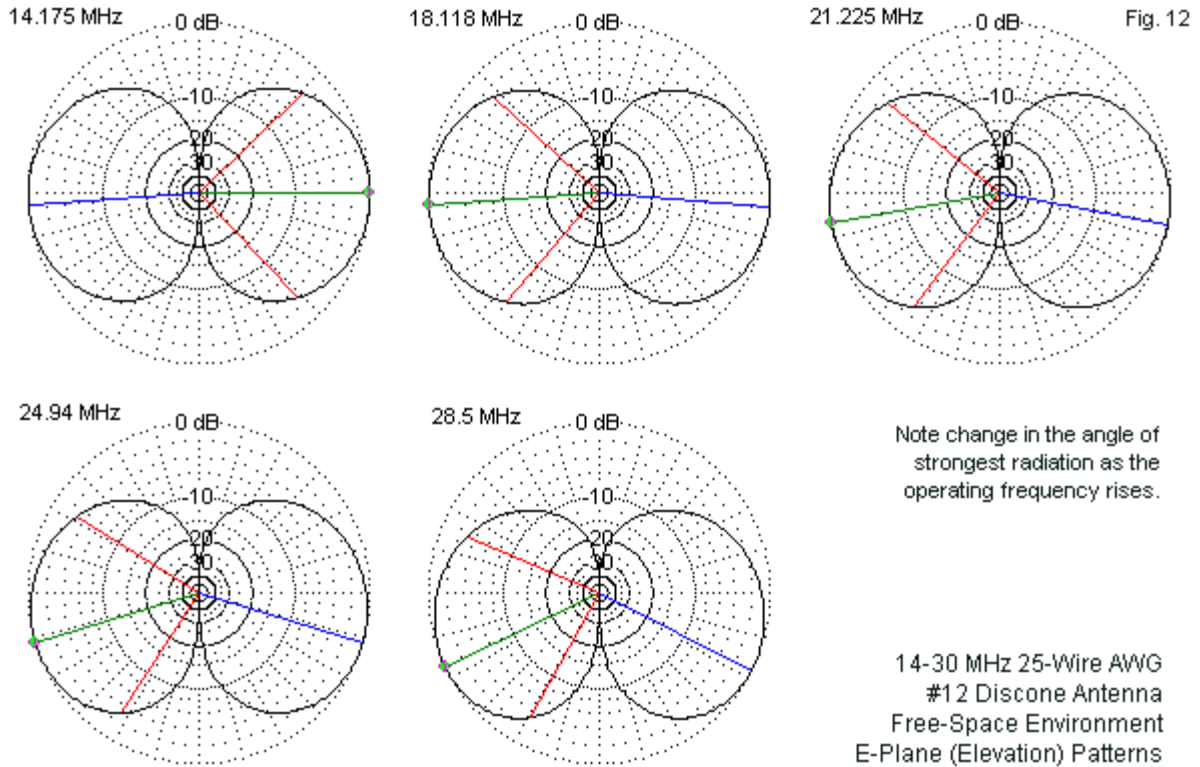 14.175 MHz
0 dB
-10
20
30
18.118 MHz
0 dB
-10
20
30
21.225 MHz
0 dB
-10
20
30
Fig. 12
24.94 MHz
0 dB
-10
20
30
28.5 MHz
0 dB
-10
20
30
Note change in the angle of
strongest radiation as the
operating frequency rises.
14-30 MHz 25-Wire AWG
#12 Discone Antenna
Free-Space Environment
E-Plane (Elevation) Patterns